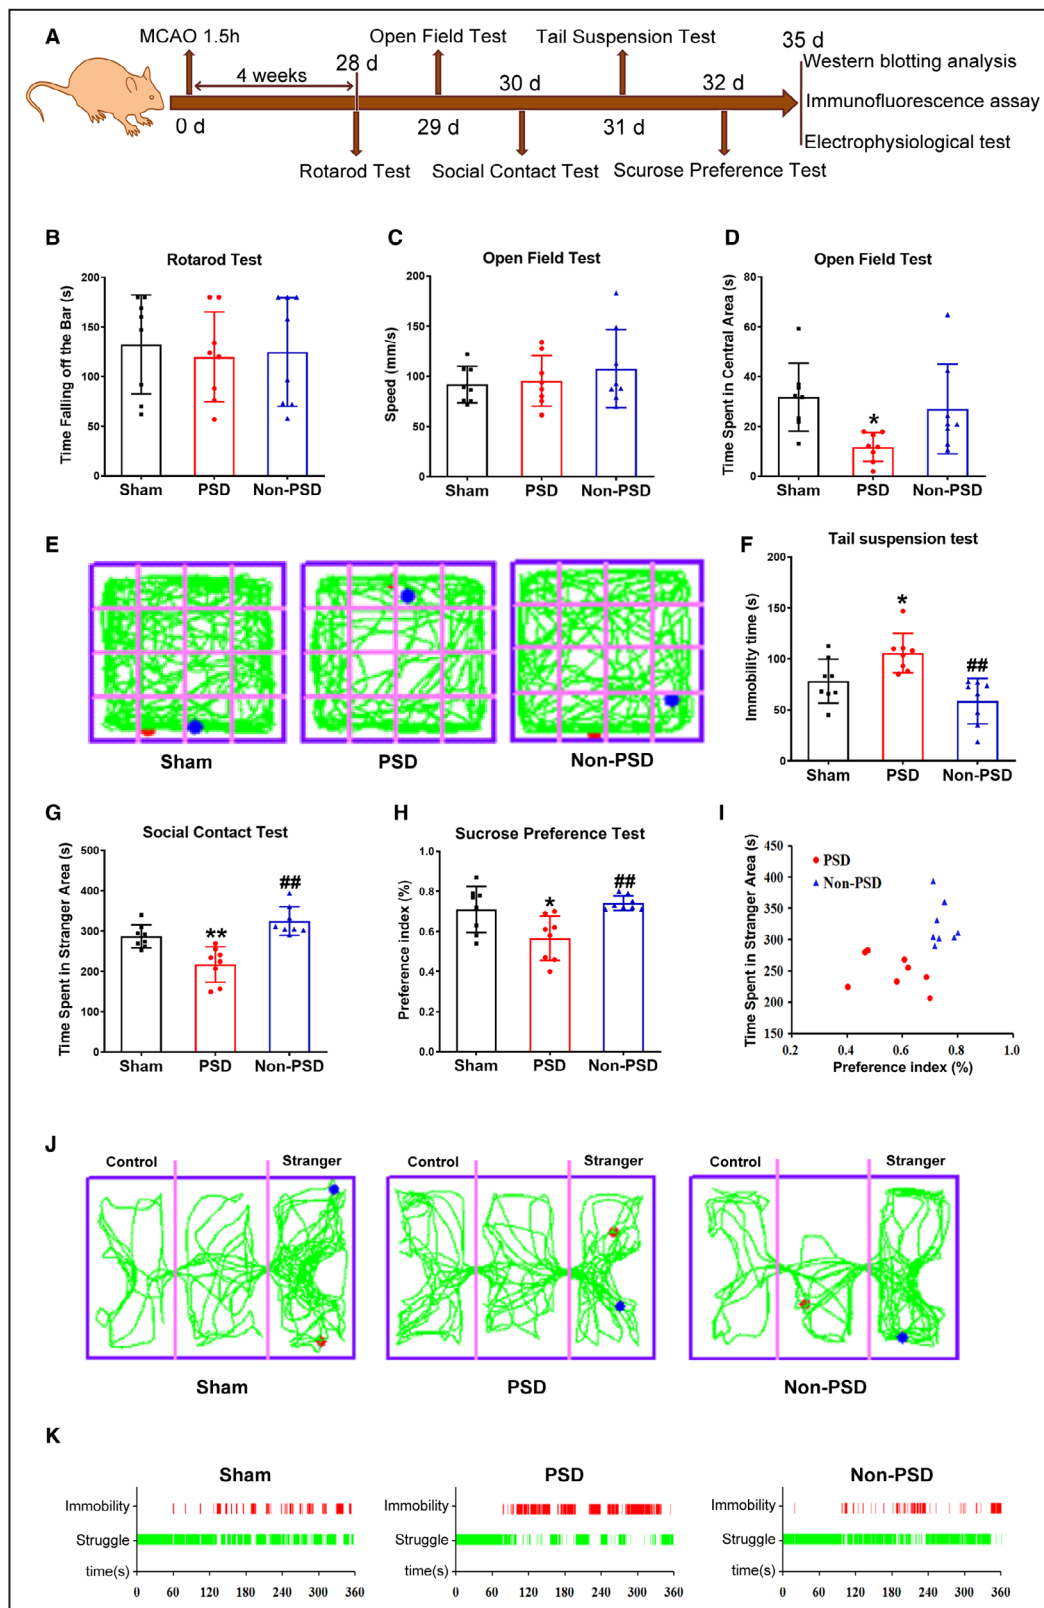 A
MCAO 1.5h
Open Field Test
Tail Suspension Test
35 d
4 weeks
28 d
30 d
32 d
Western blotting analysis
Immunofluorescence assay
Electrophysiological test
0 d
29 d
31 d
Rotarod Test
Social Contact Test
Scurose Preference Test
B
Rotarod Test
Time Falling off the Bar (s)
200
150
100
50
0
Sham PSD Non-PSD
C
Open Field Test
Speed (mm/s)
200
150
100
50
0
Sham PSD Non-PSD
D
Open Field Test
Time Spent in Central Area (s)
80
60
40
20
0
*
Sham PSD Non-PSD
E
Sham
PSD
Non-PSD
F
Tail suspension test
Immobility time (s)
200
150
100
50
0
*
##
Sham PSD Non-PSD
G
Social Contact Test
Time Spent in Stranger Area (s)
500
400
300
200
100
0
**
##
Sham PSD Non-PSD
H
Sucrose Preference Test
Preference index (%)
1.0
0.8
0.6
0.4
0.2
0.0
*
##
Sham PSD Non-PSD
I
Time Spent in Stranger Area (s)
450
400
350
300
250
200
150
PSD
Non-PSD
0.2 0.4 0.6 0.8 1.0
Preference index (%)
J
Control Stranger
Sham
Control Stranger
PSD
Control Stranger
Non-PSD
K
Sham
Immobility
Struggle
time(s)
0 60 120 180 240 300 360
PSD
Immobility
Struggle
time(s)
0 60 120 180 240 300 360
Non-PSD
Immobility
Struggle
time(s)
0 60 120 180 240 300 360